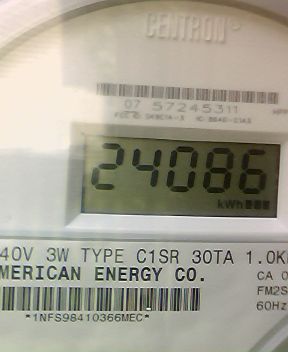 CENTRON
07 57245311
24086
kWh
40V 3W TYPE C1SR 30TA 1.0K
MERICAN ENERGY CO.
CA 0
FM2S
60Hz
*1NFS98410366MEC*